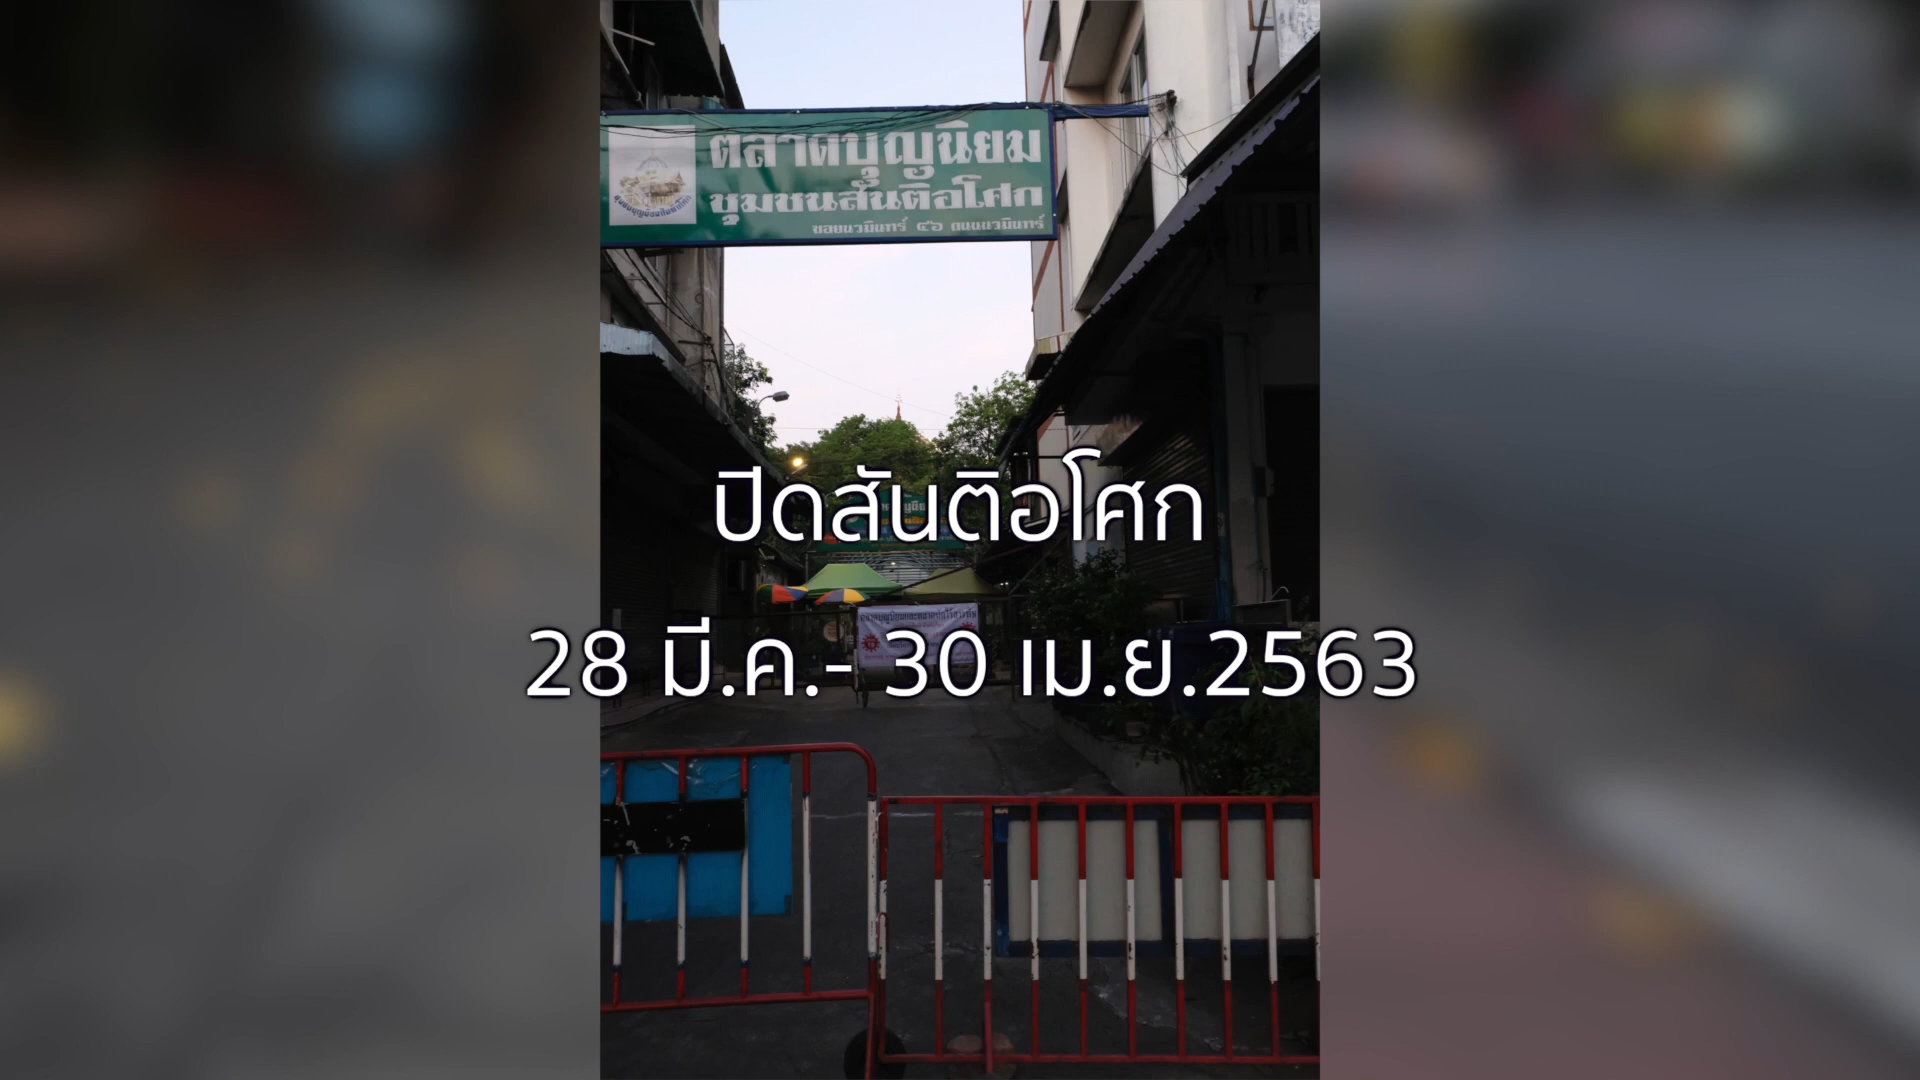 ตลาดบุญนิยม
ชุมชนสันติอโศก
ซอยนวมินทร์ ๔๖ ถนนนวมินทร์
ปิดสันติอโศก
28 มี.ค.- 30 เม.ย.2563